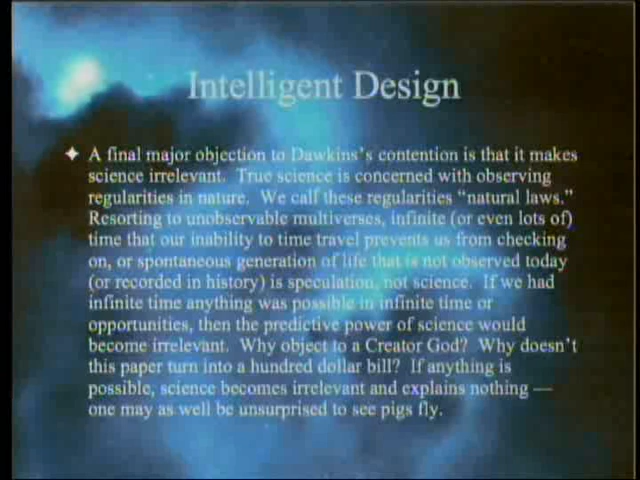 Intelligent Design
✦ A final major objection to Dawkins's contention is that it makes
science irrelevant. True science is concerned with observing
regularities in nature. We call these regularities "natural laws."
Resorting to unobservable multiverses, infinite (or even lots of)
time that our inability to time travel prevents us from checking
on, or spontaneous generation of life that is not observed today
(or recorded in history) is speculation, not science. If we had
infinite time anything was possible in infinite time or
opportunities, then the predictive power of science would
become irrelevant. Why object to a Creator God? Why doesn't
this paper turn into a hundred dollar bill? If anything is
possible, science becomes irrelevant and explains nothing —
one may as well be unsurprised to see pigs fly.